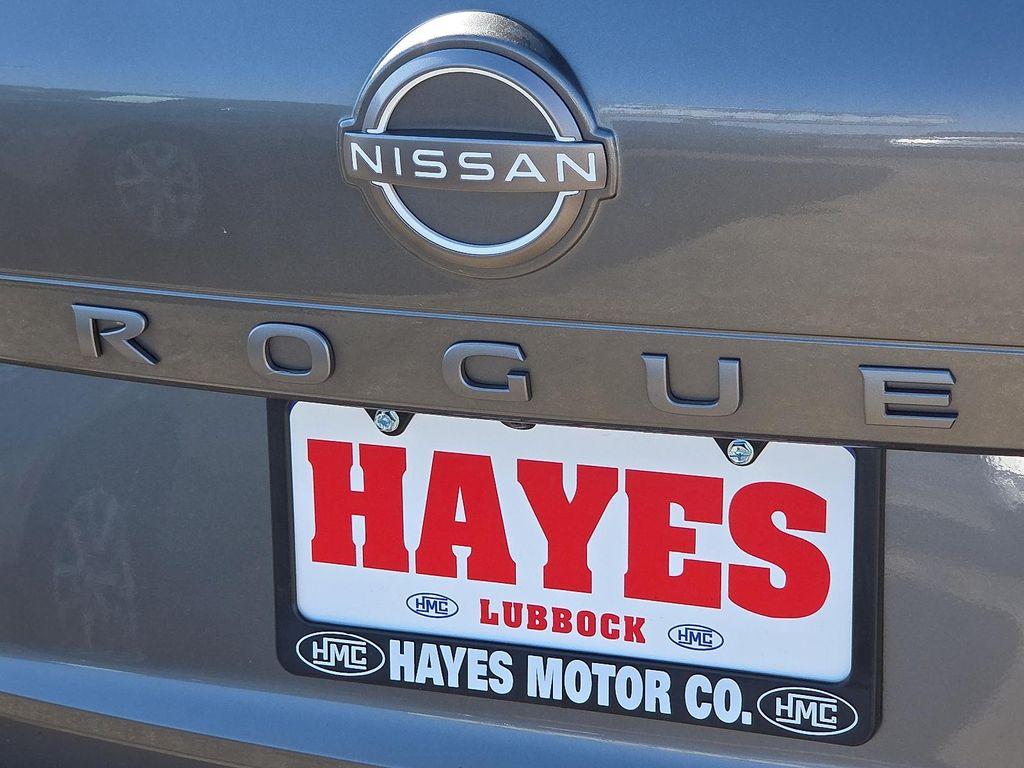 NISSAN
ROGUE
HAYES
HMC LUBBOCK HMC
HMC HAYES MOTOR CO. HMC